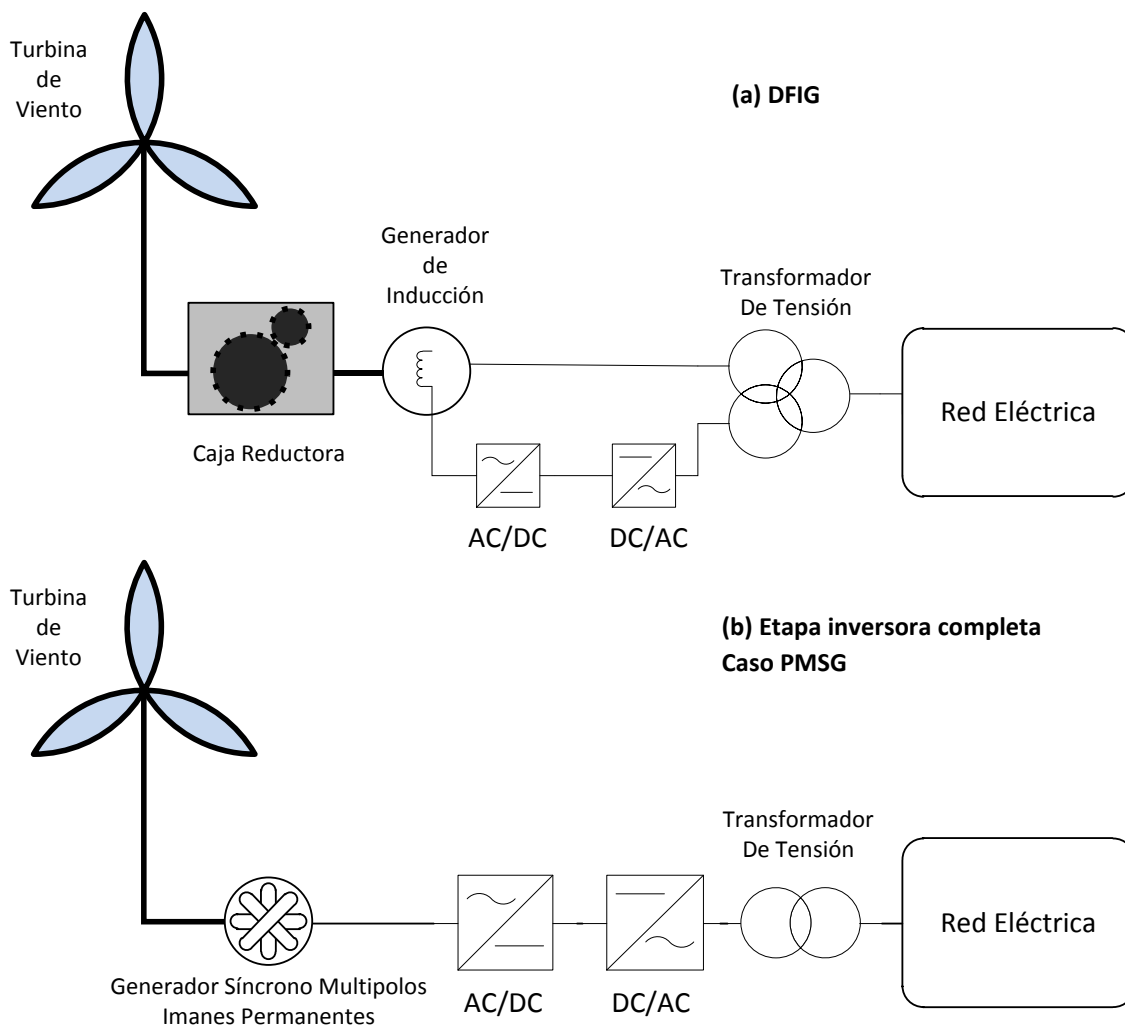 Turbina
de
Viento
(a) DFIG
Generador
de
Inducción
Transformador
De Tensión
Red Eléctrica
Caja Reductora
AC/DC
DC/AC
Turbina
de
Viento
(b) Etapa inversora completa
Caso PMSG
Transformador
De Tensión
Red Eléctrica
Generador Síncrono Multipolos
Imanes Permanentes
AC/DC
DC/AC